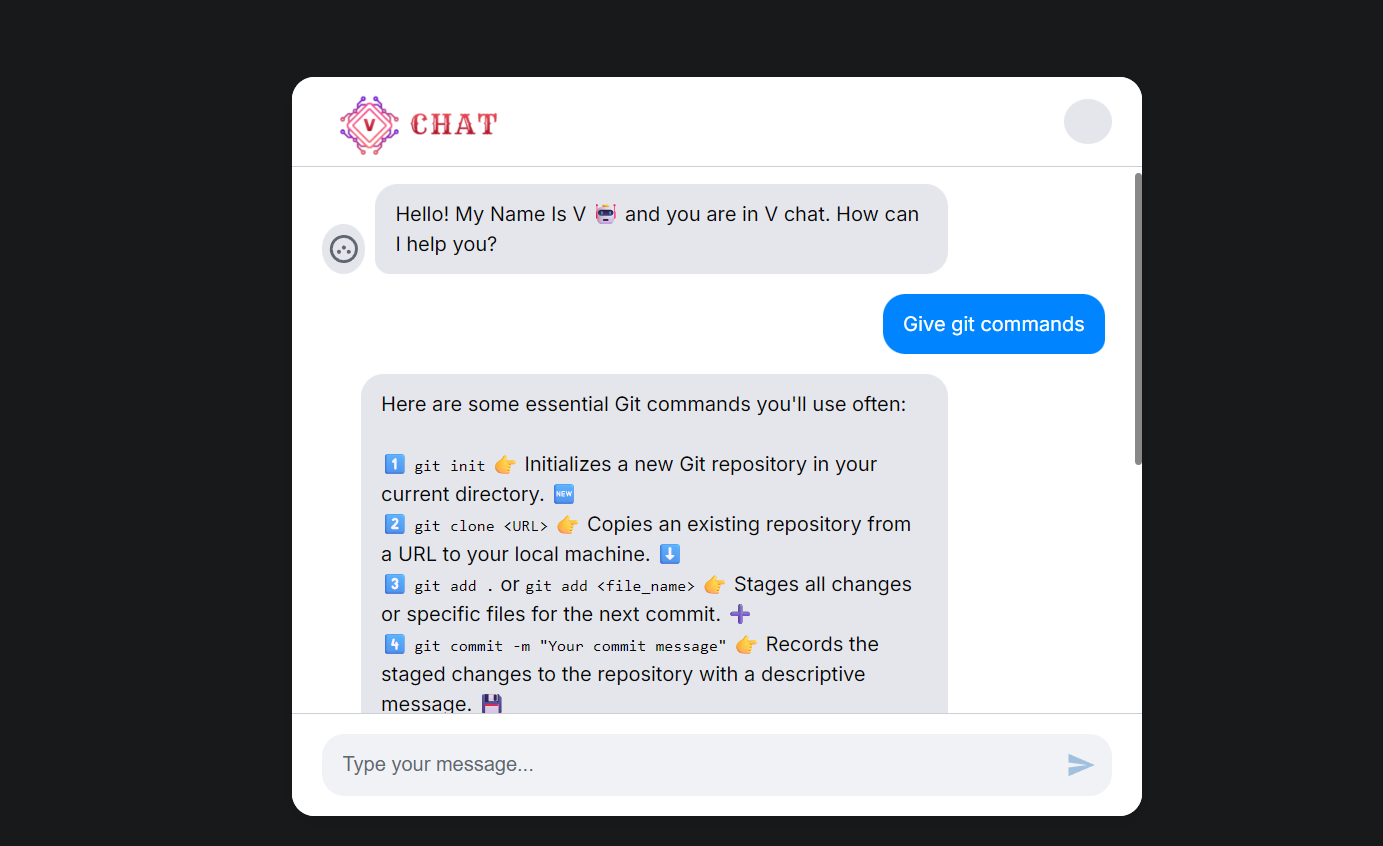 V CHAT
Hello! My Name Is V 🤖 and you are in V chat. How can
I help you?
Give git commands
Here are some essential Git commands you'll use often:
1️⃣ git init 👉 Initializes a new Git repository in your
current directory. 🆕
2️⃣ git clone <URL> 👉 Copies an existing repository from
a URL to your local machine. ⬇️
3️⃣ git add . or git add <file_name> 👉 Stages all changes
or specific files for the next commit. ➕
4️⃣ git commit -m "Your commit message" 👉 Records the
staged changes to the repository with a descriptive
message. 💾
Type your message...